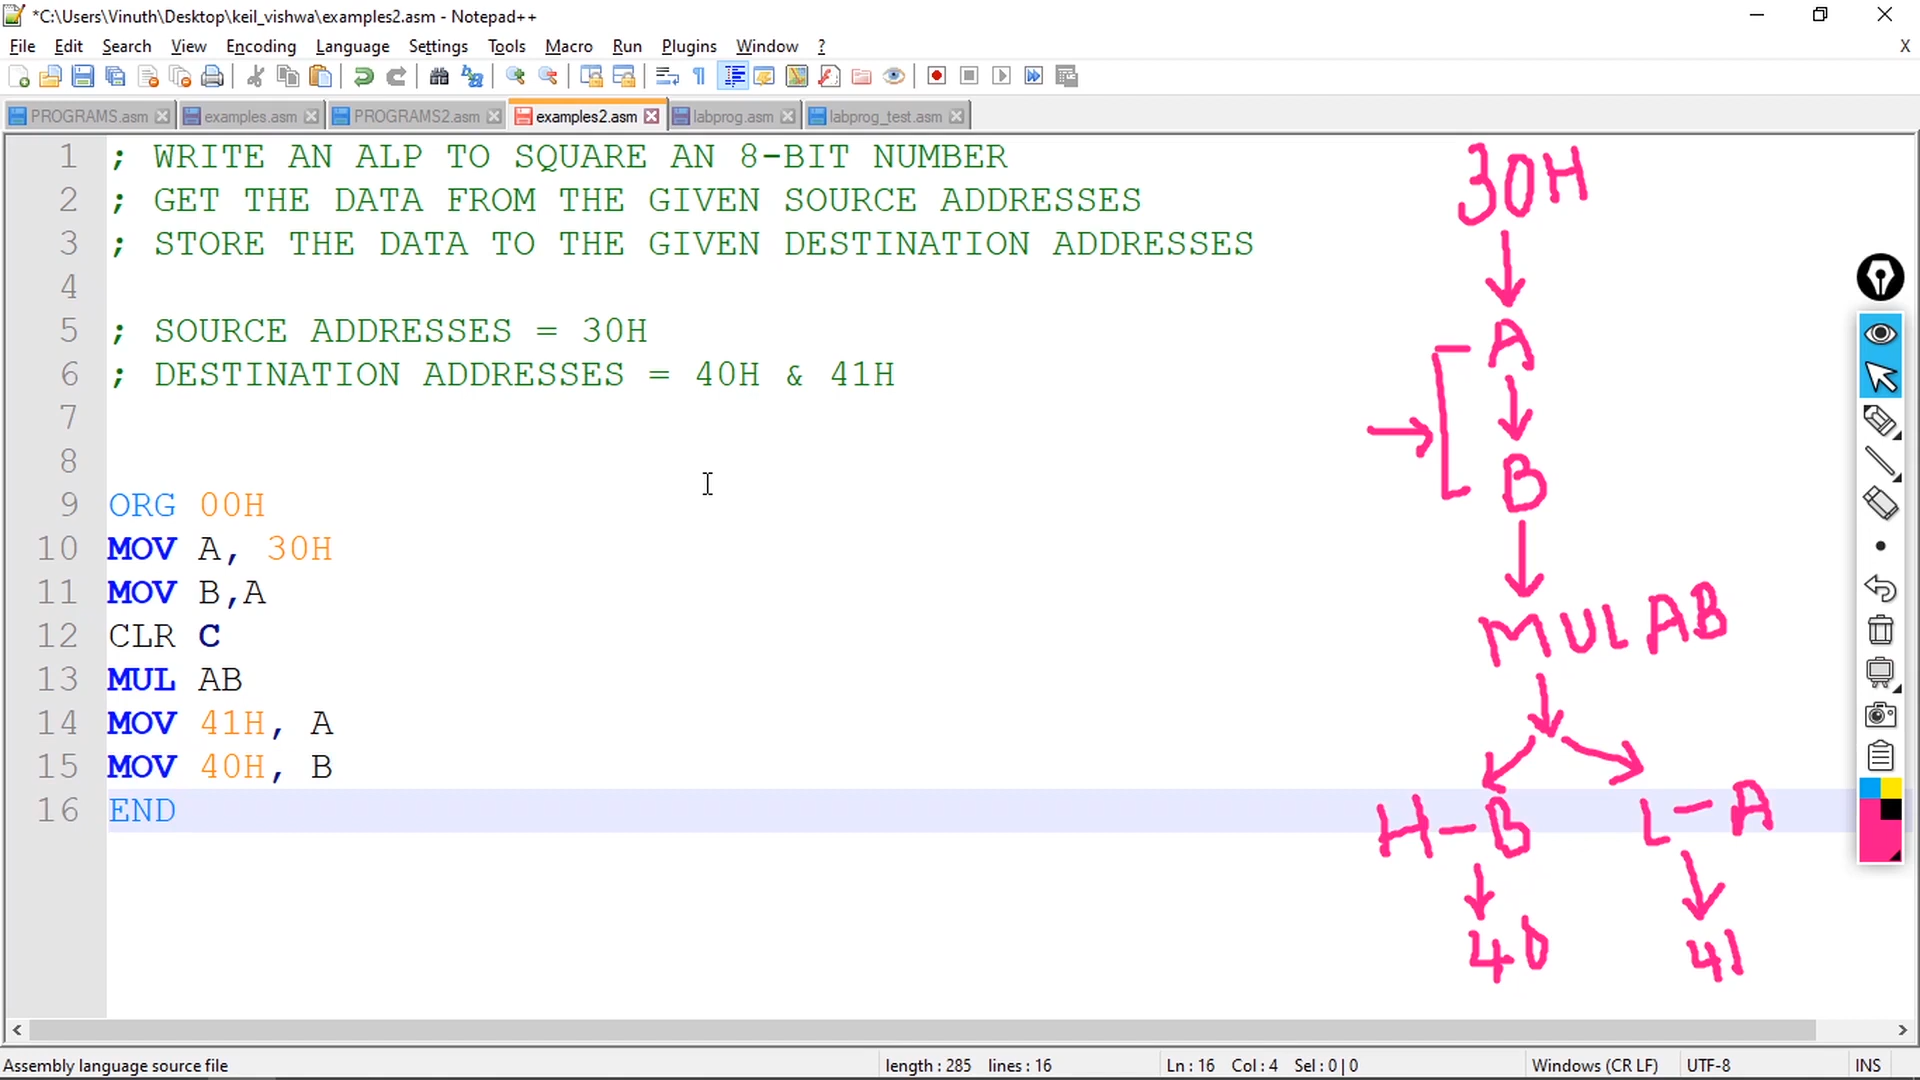 *C:\Users\Vinuth\Desktop\keil_vishwa\examples2.asm - Notepad++
File Edit Search View Encoding Language Settings Tools Macro Run Plugins Window ? X
PROGRAMS.asm examples.asm PROGRAMS2.asm examples2.asm labprog.asm labprog_test.asm
1 ; WRITE AN ALP TO SQUARE AN 8-BIT NUMBER
2 ; GET THE DATA FROM THE GIVEN SOURCE ADDRESSES
3 ; STORE THE DATA TO THE GIVEN DESTINATION ADDRESSES
4
5 ; SOURCE ADDRESSES = 30H
6 ; DESTINATION ADDRESSES = 40H & 41H
7
8
9 ORG 00H
10 MOV A, 30H
11 MOV B,A
12 CLR C
13 MUL AB
14 MOV 41H, A
15 MOV 40H, B
16 END
30H
A
B
MUL AB
H-B L-A
40 41
Assembly language source file length : 285 lines : 16 Ln : 16 Col : 4 Sel : 0 | 0 Windows (CR LF) UTF-8 INS